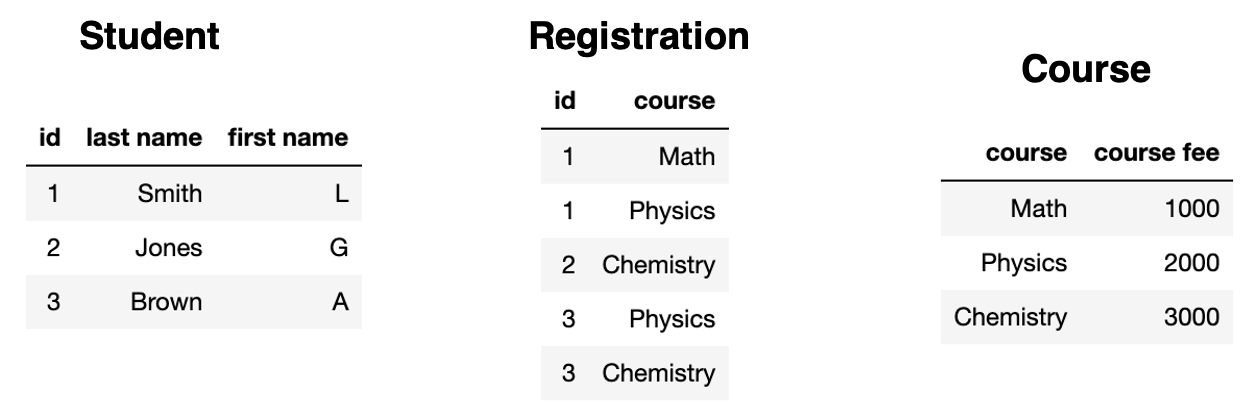 Student
id last name first name
1 Smith L
2 Jones G
3 Brown A
Registration
id course
1 Math
1 Physics
2 Chemistry
3 Physics
3 Chemistry
Course
course course fee
Math 1000
Physics 2000
Chemistry 3000